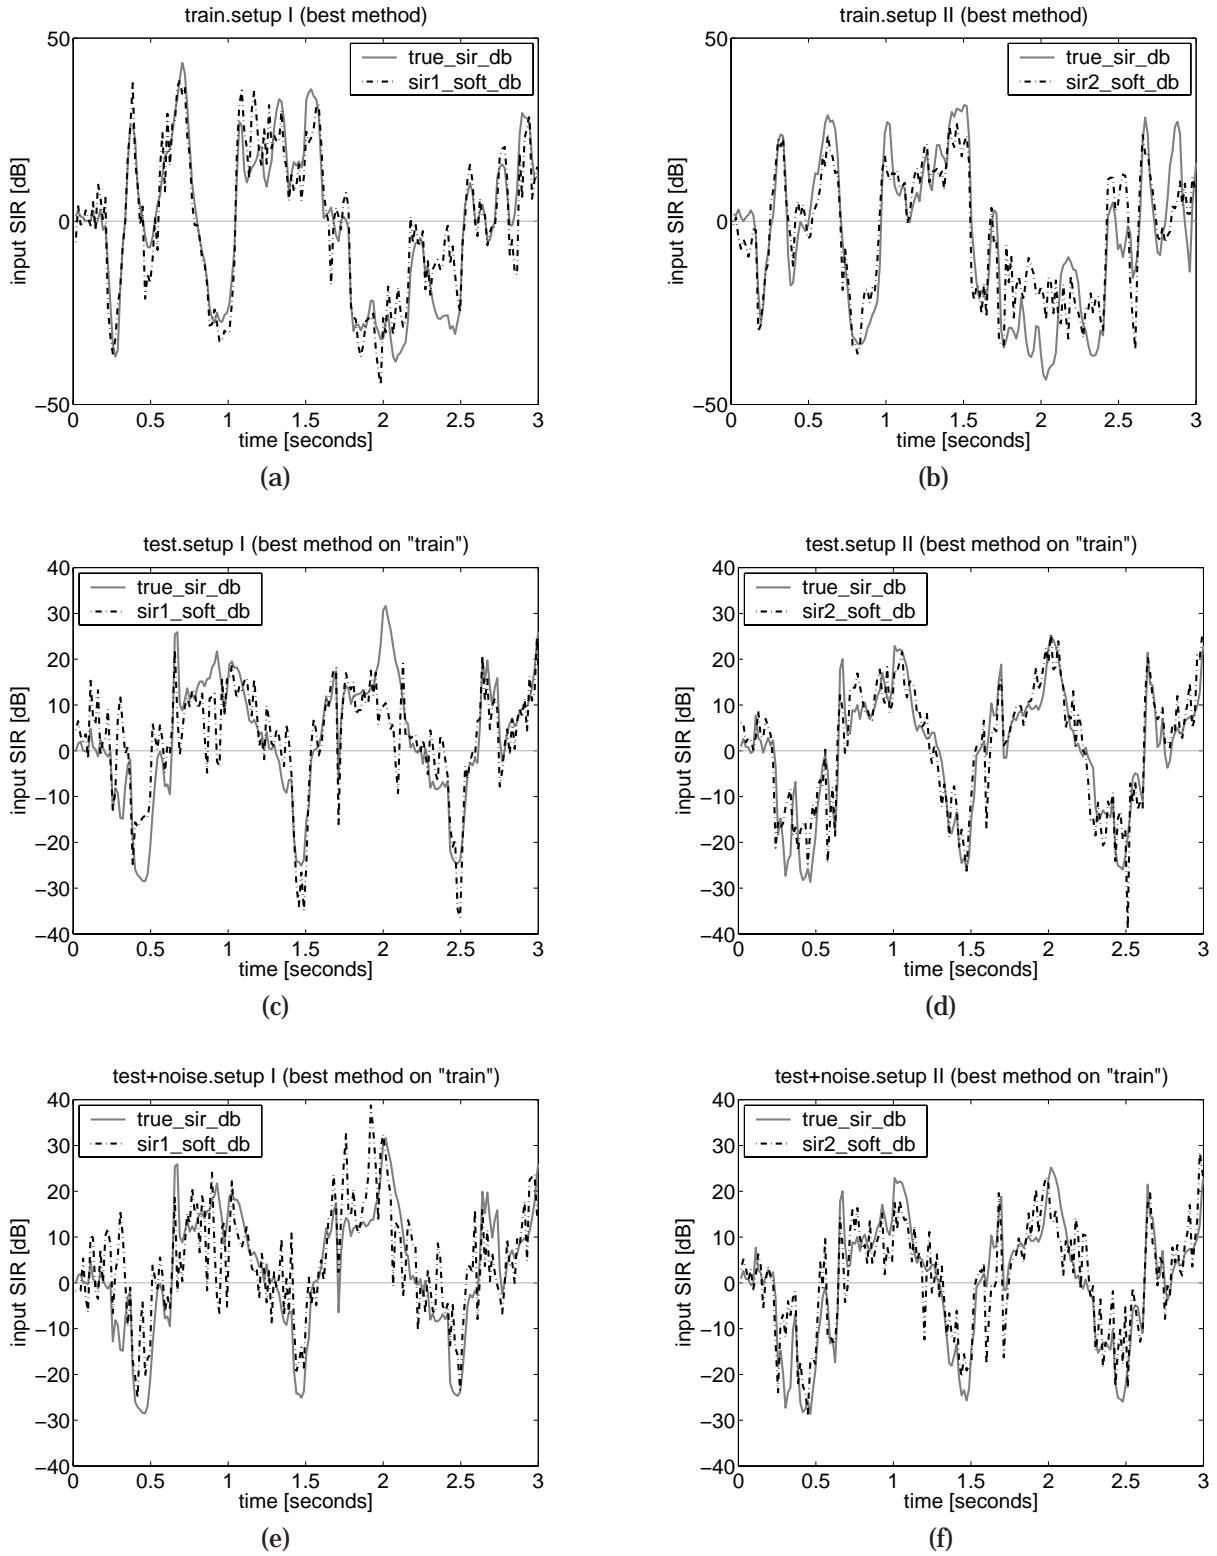 train.setup I (best method)
50
0
−50
input SIR [dB]
true_sir_db
sir1_soft_db
0 0.5 1 1.5 2 2.5 3
time [seconds]
(a)
train.setup II (best method)
50
0
−50
input SIR [dB]
true_sir_db
sir2_soft_db
0 0.5 1 1.5 2 2.5 3
time [seconds]
(b)
test.setup I (best method on "train")
40
30
20
10
0
−10
−20
−30
−40
input SIR [dB]
true_sir_db
sir1_soft_db
0 0.5 1 1.5 2 2.5 3
time [seconds]
(c)
test.setup II (best method on "train")
40
30
20
10
0
−10
−20
−30
−40
input SIR [dB]
true_sir_db
sir2_soft_db
0 0.5 1 1.5 2 2.5 3
time [seconds]
(d)
test+noise.setup I (best method on "train")
40
30
20
10
0
−10
−20
−30
−40
input SIR [dB]
true_sir_db
sir1_soft_db
0 0.5 1 1.5 2 2.5 3
time [seconds]
(e)
test+noise.setup II (best method on "train")
40
30
20
10
0
−10
−20
−30
−40
input SIR [dB]
true_sir_db
sir2_soft_db
0 0.5 1 1.5 2 2.5 3
time [seconds]
(f)